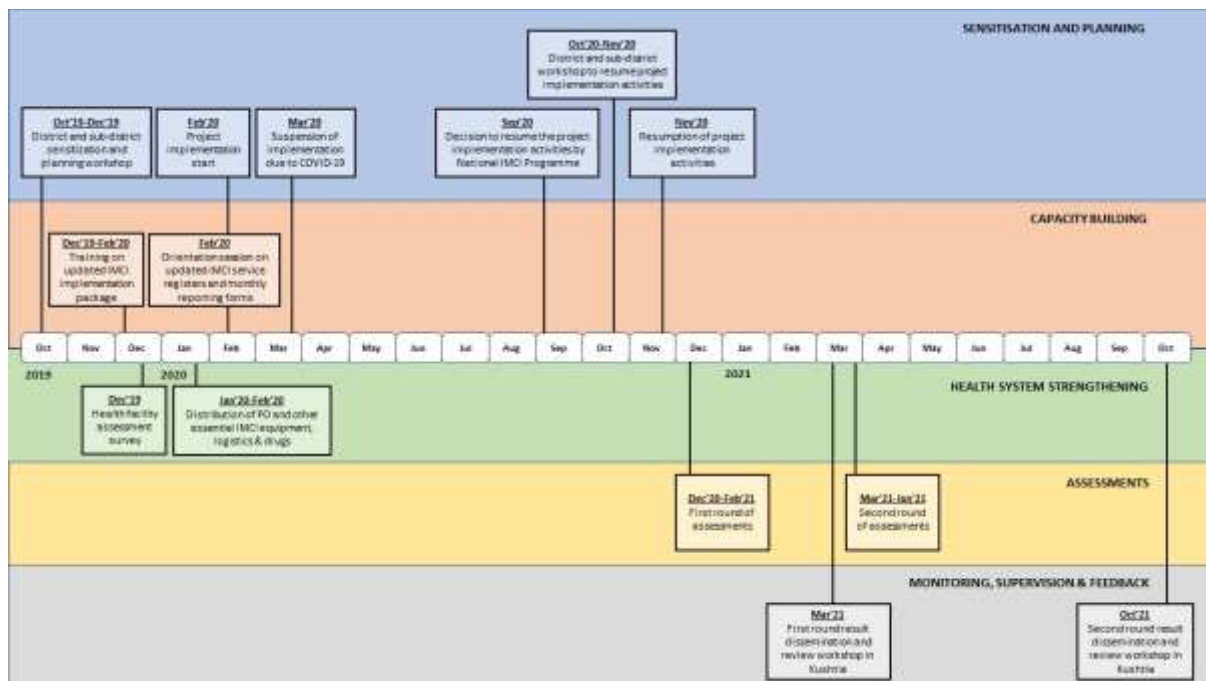 SENSITISATION AND PLANNING
Oct'20-Nov'20
District and sub-district
workshop to resume project
implementation activities
Oct'19-Dec'19
District and sub-district
sensitization and
planning workshop
Feb'20
Project
implementation
start
Mar'20
Suspension of
implementation
due to COVID-19
Sep'20
Decision to resume the project
implementation activities by
National IMCI Programme
Nov'20
Resumption of project
implementation
activities
CAPACITY BUILDING
Dec'19-Feb'20
Training on
updated IMCI
implementation
package
Feb'20
Orientation session on
updated IMCI service
registers and monthly
reporting forms
Oct Nov Dec Jan Feb Mar Apr May Jun Jul Aug Sep Oct Nov Dec Jan Feb Mar Apr May Jun Jul Aug Sep Oct
2019 2020 2021
HEALTH SYSTEM STRENGTHENING
Dec'19
Health facility
assessment
survey
Jan'20-Feb'20
Distribution of PO and other
essential IMCI equipment,
logistics & drugs
ASSESSMENTS
Dec'20-Feb'21
First round of
assessments
Mar'21-Jan'21
Second round
of assessments
MONITORING, SUPERVISION & FEEDBACK
Mar'21
First round result
dissemination and
review workshop in
Kushtia
Oct'21
Second round result
dissemination and
review workshop in
Kushtia